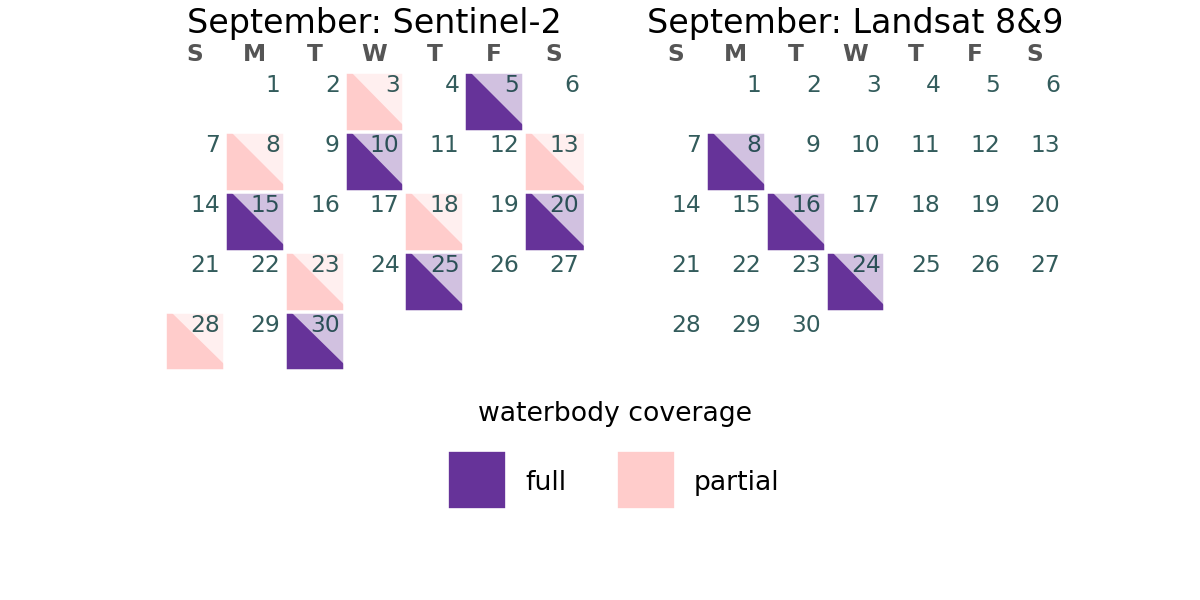 September: Sentinel-2
S M T W T F S
1 2 3 4 5 6
7 8 9 10 11 12 13
14 15 16 17 18 19 20
21 22 23 24 25 26 27
28 29 30
September: Landsat 8&9
S M T W T F S
1 2 3 4 5 6
7 8 9 10 11 12 13
14 15 16 17 18 19 20
21 22 23 24 25 26 27
28 29 30
waterbody coverage
full partial